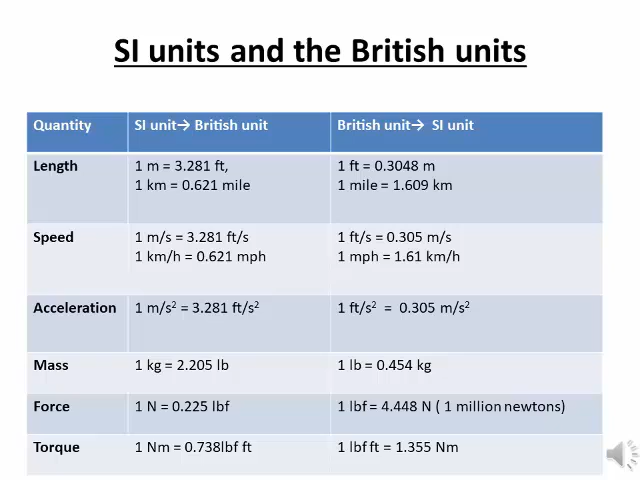 SI units and the British units
Quantity SI unit→ British unit British unit→ SI unit
Length 1 m = 3.281 ft, 1 ft = 0.3048 m
1 km = 0.621 mile 1 mile = 1.609 km
Speed 1 m/s = 3.281 ft/s 1 ft/s = 0.305 m/s
1 km/h = 0.621 mph 1 mph = 1.61 km/h
Acceleration 1 m/s² = 3.281 ft/s² 1 ft/s² = 0.305 m/s²
Mass 1 kg = 2.205 lb 1 lb = 0.454 kg
Force 1 N = 0.225 lbf 1 lbf = 4.448 N ( 1 million newtons)
Torque 1 Nm = 0.738lbf ft 1 lbf ft = 1.355 Nm